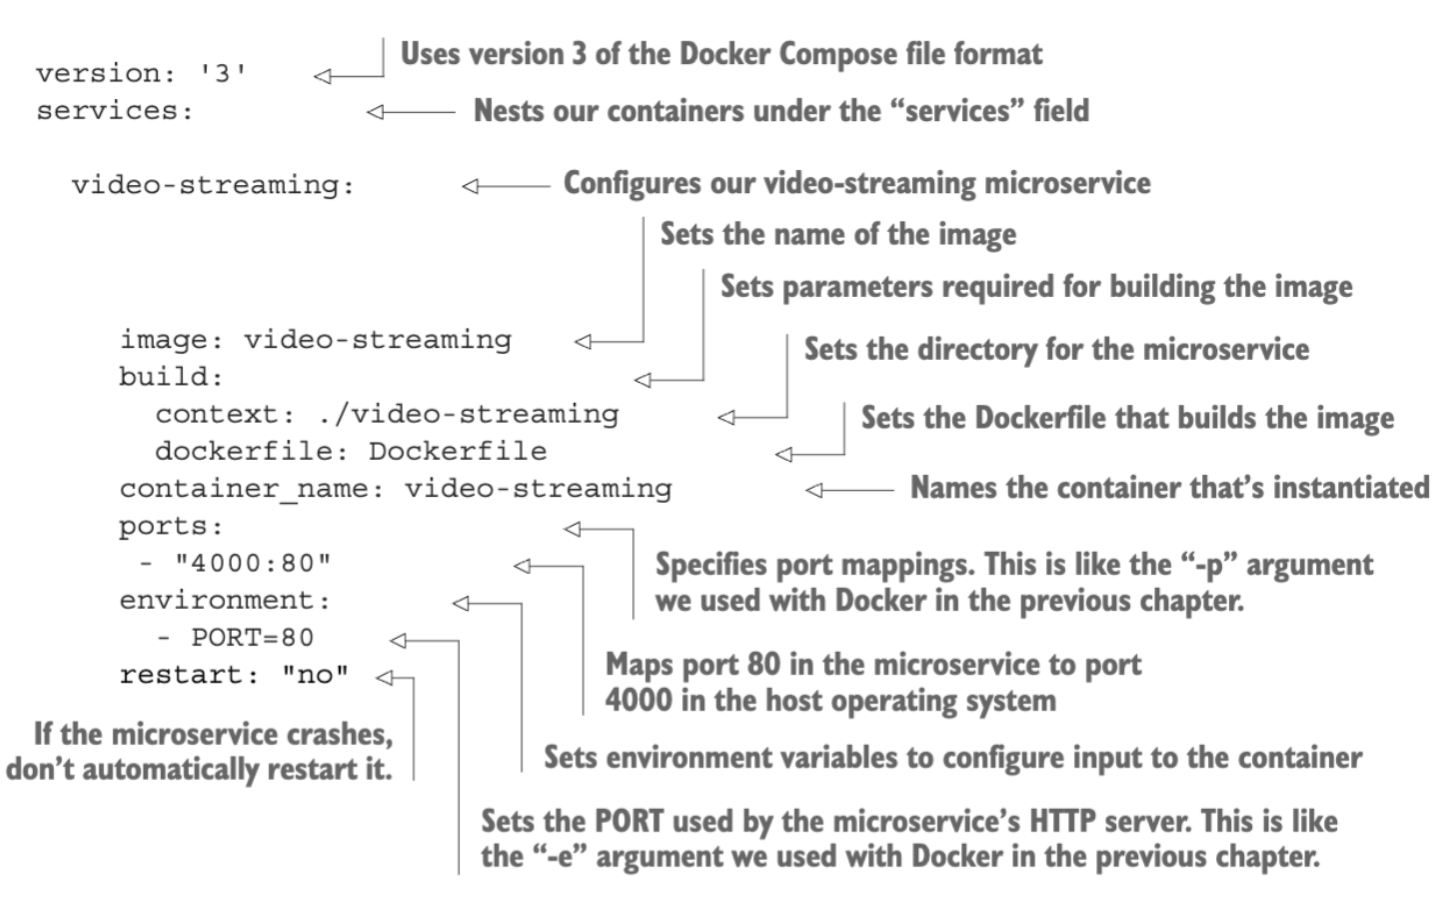 Uses version 3 of the Docker Compose file format
version: '3'
services:
Nests our containers under the “services” field
video-streaming:
Configures our video-streaming microservice
Sets the name of the image
Sets parameters required for building the image
image: video-streaming
Sets the directory for the microservice
build:
context: ./video-streaming
Sets the Dockerfile that builds the image
dockerfile: Dockerfile
container_name: video-streaming
Names the container that’s instantiated
ports:
- "4000:80"
Specifies port mappings. This is like the “-p” argument
we used with Docker in the previous chapter.
environment:
- PORT=80
Maps port 80 in the microservice to port
4000 in the host operating system
restart: "no"
If the microservice crashes,
don’t automatically restart it.
Sets environment variables to configure input to the container
Sets the PORT used by the microservice’s HTTP server. This is like
the “-e” argument we used with Docker in the previous chapter.